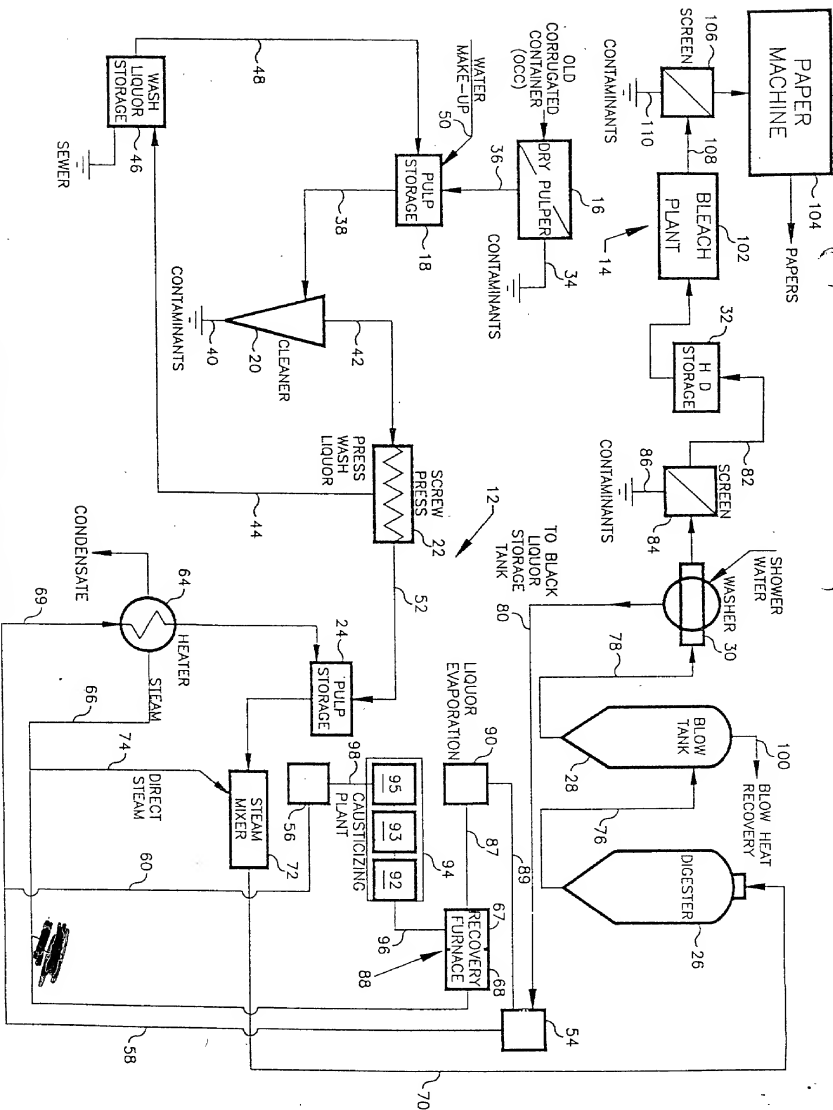 70
DIGESTER
26
76
BLOW
TANK
28
100
BLOW HEAT
RECOVERY
78
SHOWER
WATER
WASHER
30
TO BLACK
LIQUOR
STORAGE
TANK
80
SCREEN
84
86
CONTAMINANTS
82
H D
STORAGE
32
BLEACH
PLANT
102
14
108
SCREEN
106
110
CONTAMINANTS
PAPER
MACHINE
104
PAPERS
54
58
89
90
LIQUOR
EVAPORATION
87
67
68
RECOVERY
FURNACE
88
96
92
93
95
94
CAUSTICIZING
PLANT
98
56
60
OLD
CORRUGATED
CONTAINER
(OCC)
DRY PULPER
16
34
CONTAMINANTS
36
WATER
MAKE-UP
50
PULP
STORAGE
18
38
CLEANER
20
40
CONTAMINANTS
42
12
SCREW
PRESS
22
PRESS
WASH
LIQUOR
44
52
PULP
STORAGE
24
STEAM
MIXER
72
DIRECT
STEAM
74
STEAM
66
HEATER
64
69
CONDENSATE
48
WASH
LIQUOR
STORAGE
46
SEWER